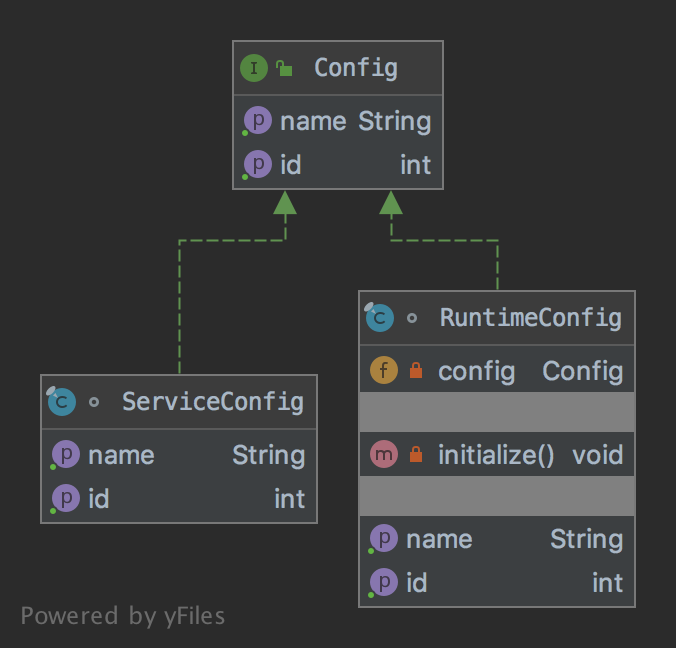 I Config
p name String
p id int
C RuntimeConfig
f config Config
m initialize() void
p name String
p id int
C ServiceConfig
p name String
p id int
Powered by yFiles